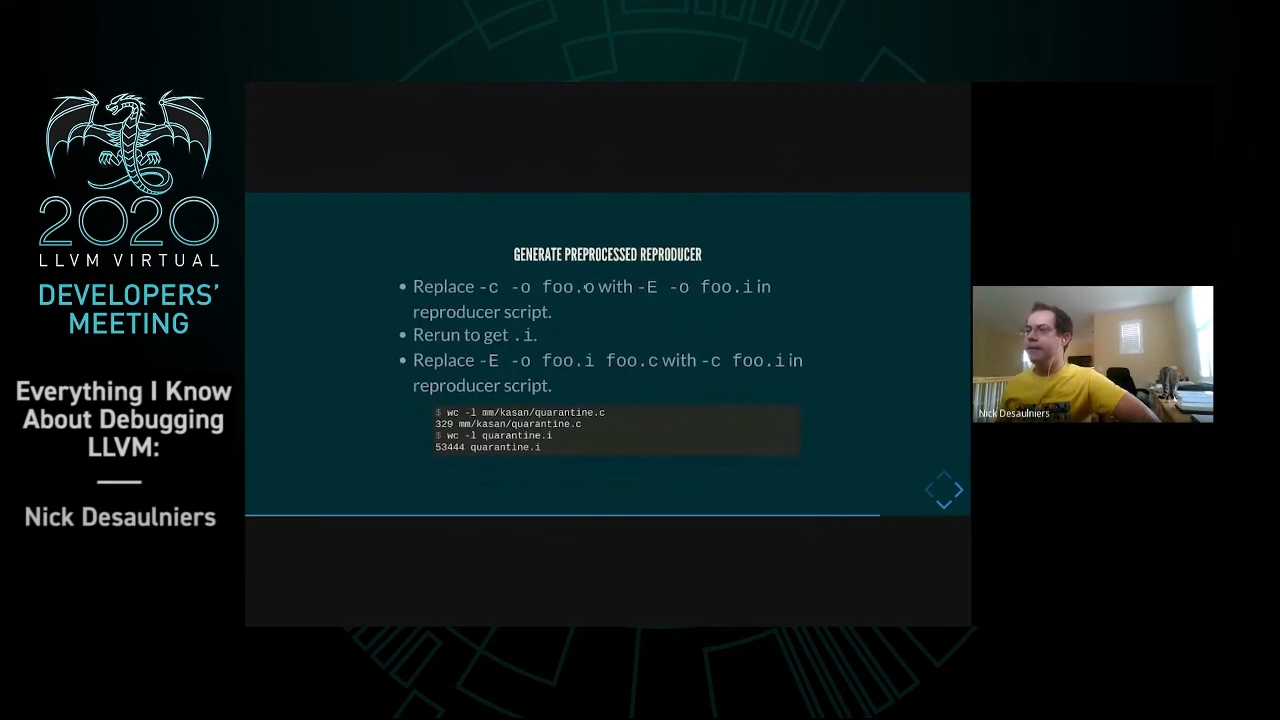 2020
LLVM VIRTUAL
DEVELOPERS'
MEETING
Everything I Know
About Debugging
LLVM:
Nick Desaulniers
GENERATE PREPROCESSED REPRODUCER
• Replace -c -o foo.o with -E -o foo.i in
reproducer script.
• Rerun to get .i.
• Replace -E -o foo.i foo.c with -c foo.i in
reproducer script.
$ wc -l mm/kasan/quarantine.c
329 mm/kasan/quarantine.c
$ wc -l quarantine.i
53444 quarantine.i
Nick Desaulniers